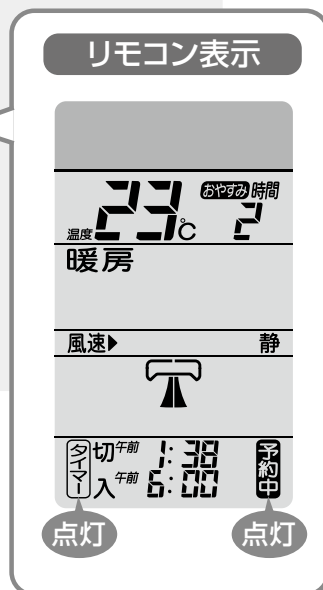 リモコン表示
おやすみ 時間
温度 23℃ 2
暖房
風速▶ 静
タイマー 切 午前 1:38 予約中
入 午前 6:00
点灯 点灯